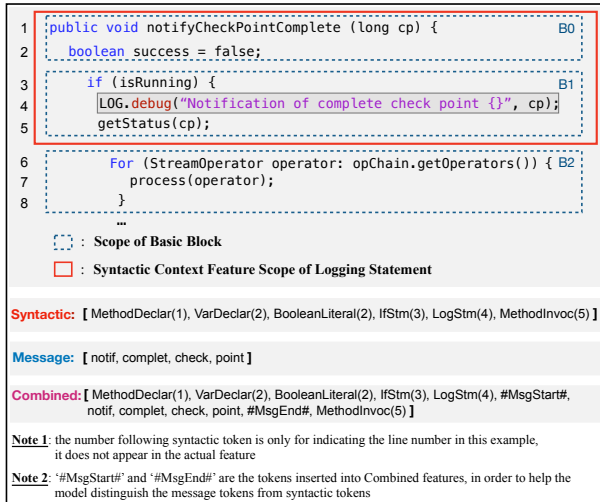 1 public void notifyCheckPointComplete (long cp) { B0
2 boolean success = false;
3 if (isRunning) { B1
4 LOG.debug("Notification of complete check point {}", cp);
5 getStatus(cp);
6 For (StreamOperator operator: opChain.getOperators()) { B2
7 process(operator);
8 }
…
: Scope of Basic Block
: Syntactic Context Feature Scope of Logging Statement
Syntactic: [ MethodDeclar(1), VarDeclar(2), BooleanLiteral(2), IfStm(3), LogStm(4), MethodInvoc(5) ]
Message: [ notif, complet, check, point ]
Combined: [ MethodDeclar(1), VarDeclar(2), BooleanLiteral(2), IfStm(3), LogStm(4), #MsgStart#,
notif, complet, check, point, #MsgEnd#, MethodInvoc(5) ]
Note 1: the number following syntactic token is only for indicating the line number in this example,
it does not appear in the actual feature
Note 2: ‘#MsgStart#’ and ‘#MsgEnd#’ are the tokens inserted into Combined features, in order to help the
model distinguish the message tokens from syntactic tokens